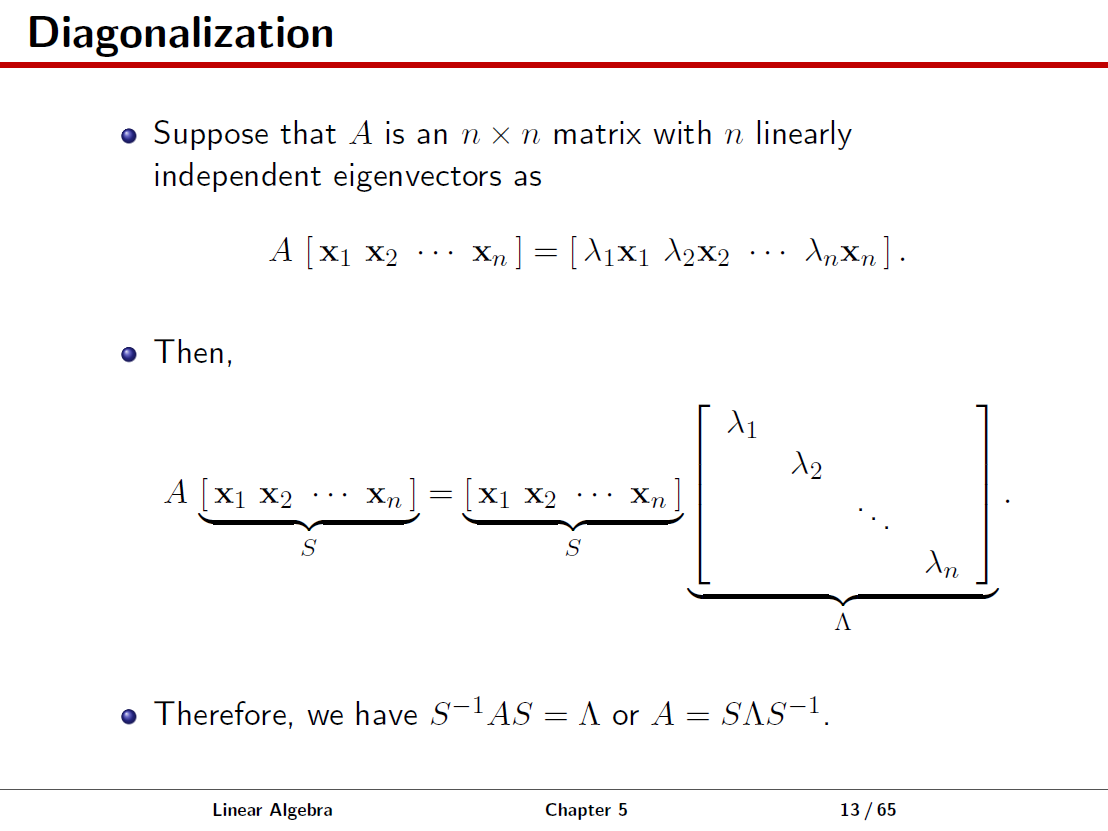 Diagonalization
Suppose that A is an n × n matrix with n linearly
independent eigenvectors as
A [ x₁ x₂ ⋯ xₙ ] = [ λ₁x₁ λ₂x₂ ⋯ λₙxₙ ] .
Then,
A [ x₁ x₂ ⋯ xₙ ] = [ x₁ x₂ ⋯ xₙ ] [ λ₁ λ₂ ⋱ λₙ ] .
S S Λ
Therefore, we have S⁻¹AS = Λ or A = SΛS⁻¹.
Linear Algebra Chapter 5 13 / 65